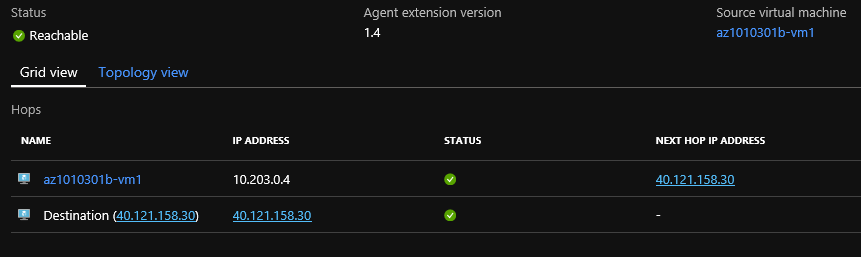 Status Agent extension version Source virtual machine
Reachable 1.4 az1010301b-vm1
Grid view Topology view
Hops
NAME IP ADDRESS STATUS NEXT HOP IP ADDRESS
az1010301b-vm1 10.203.0.4 40.121.158.30
Destination (40.121.158.30) 40.121.158.30 -